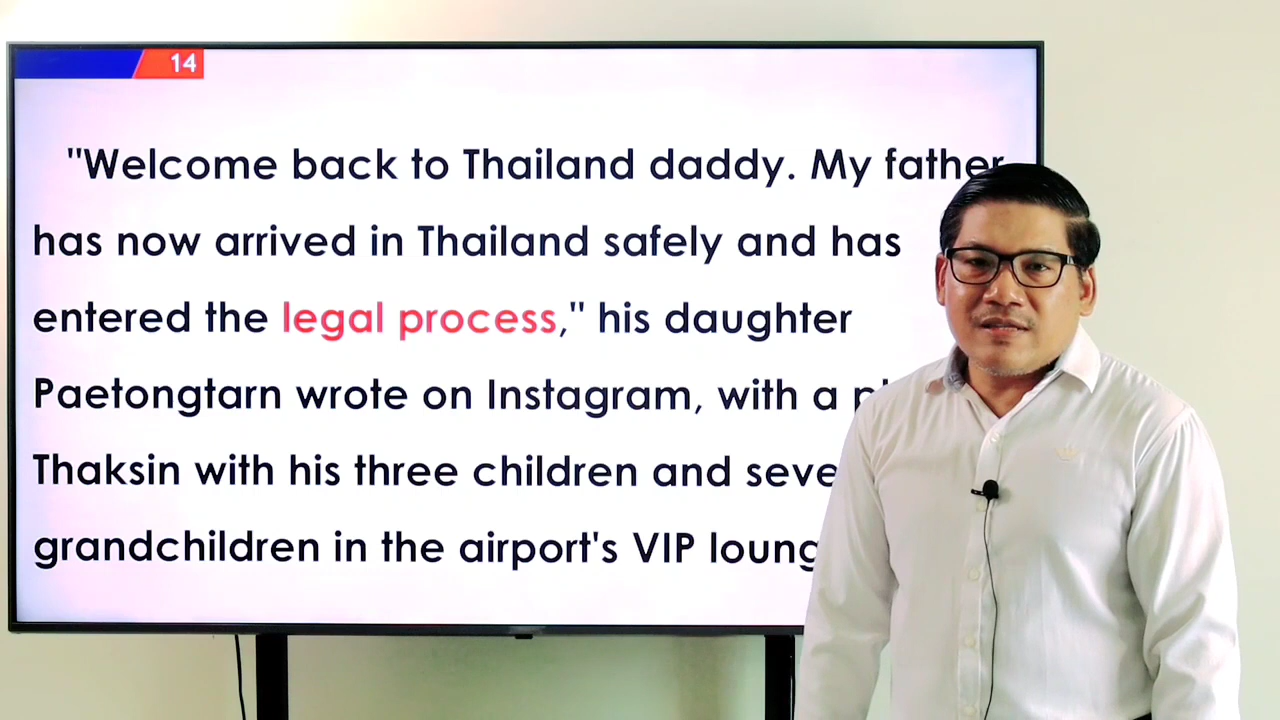 14
"Welcome back to Thailand daddy. My father
has now arrived in Thailand safely and has
entered the legal process," his daughter
Paetongtarn wrote on Instagram, with a
Thaksin with his three children and
grandchildren in the airport's VIP